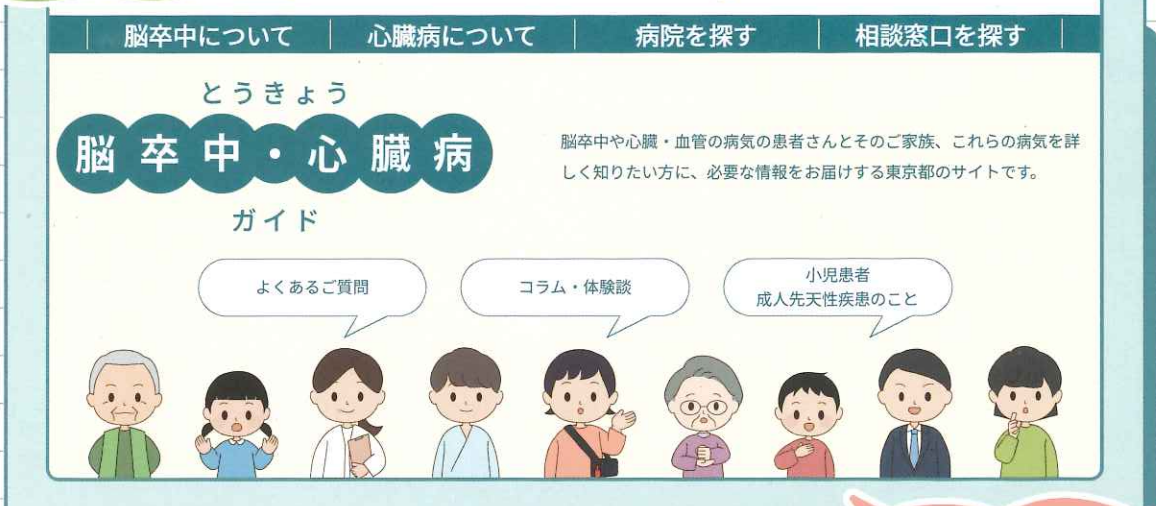 脳卒中について
心臓病について
病院を探す
相談窓口を探す
とうきょう
脳卒中・心臓病
ガイド
脳卒中や心臓・血管の病気の患者さんとそのご家族、これらの病気を詳
しく知りたい方に、必要な情報をお届けする東京都のサイトです。
よくあるご質問
コラム・体験談
小児患者
成人先天性疾患のこと